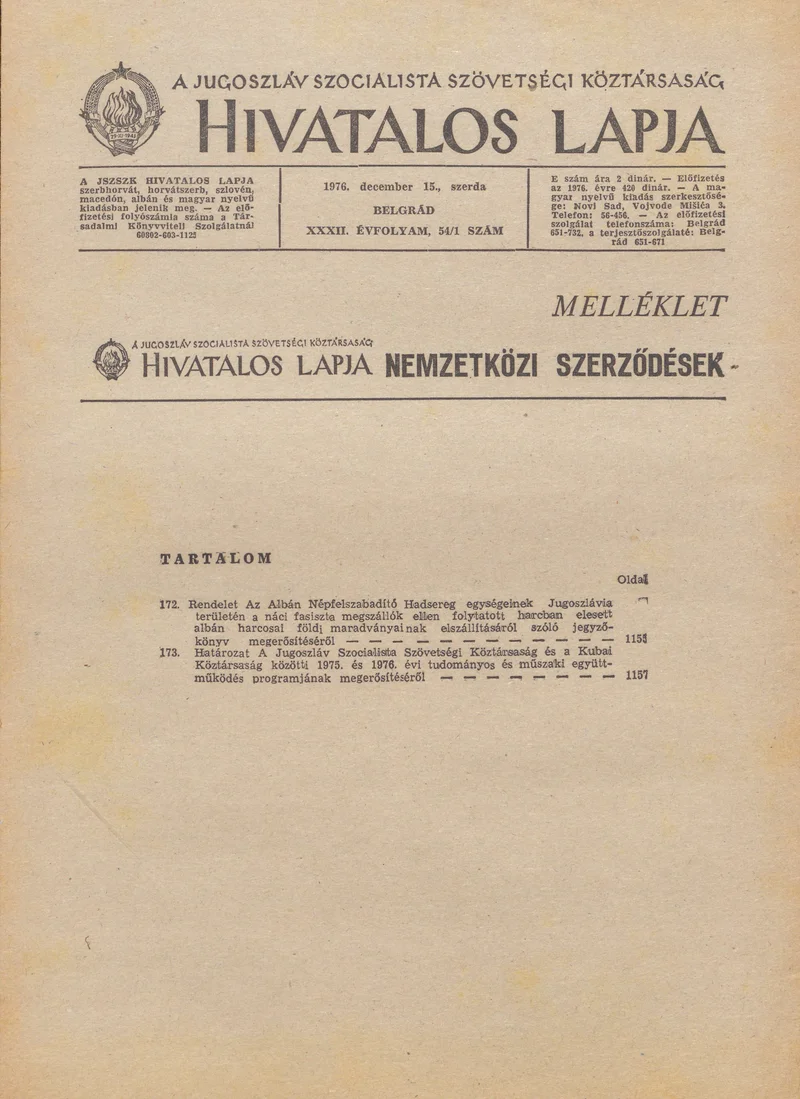 A JUGOSZLÁV SZOCIALISTA SZÖVETSÉGI KÖZTÁRSASÁG
HIVATALOS LAPJA
A JSZSZK HIVATALOS LAPJA
szerbhorvát, horvátszerb, szlovén,
macedón, albán és magyar nyelvű
kiadásban jelenik meg. — Az elő-
fizetési folyószámla száma a Tár-
sadalmi Könyvviteli Szolgálatnál
60802-603-1125
1976. december 15., szerda
BELGRÁD
XXXII. ÉVFOLYAM, 54/1 SZÁM
E szám ára 2 dinár. — Előfizetés
az 1976. évre 420 dinár. — A ma-
gyar nyelvű kiadás szerkesztősé-
ge: Novi Sad, Vojvode Mišića 3.
Telefon: 56-456. — Az előfizetési
szolgálat telefonszáma: Belgrád
651-732, a terjesztőszolgálaté: Belg-
rád 651-671
MELLÉKLET
A JUGOSZLÁV SZOCIALISTA SZÖVETSÉGI KÖZTÁRSASÁG
HIVATALOS LAPJA NEMZETKÖZI SZERZŐDÉSEK
TARTALOM
Oldal
172. Rendelet Az Albán Népfelszabadító Hadsereg egységeinek Jugoszlávia
területén a náci fasiszta megszállók ellen folytatott harcban elesett
albán harcosai földi maradványainak elszállításáról szóló jegyző-
könyv megerősítéséről — — — — — — — — — 1155
173. Határozat A Jugoszláv Szocialista Szövetségi Köztársaság és a Kubai
Köztársaság közötti 1975. és 1976. évi tudományos és műszaki együtt-
működés programjának megerősítéséről — — — — — — — — 1157